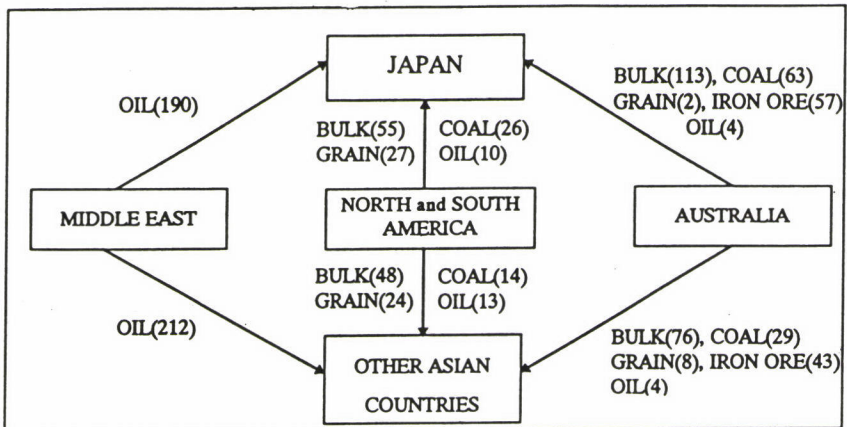 JAPAN
OIL(190)
BULK(113), COAL(63)
GRAIN(2), IRON ORE(57)
OIL(4)
BULK(55) COAL(26)
GRAIN(27) OIL(10)
MIDDLE EAST
NORTH and SOUTH
AMERICA
AUSTRALIA
BULK(48) COAL(14)
GRAIN(24) OIL(13)
OIL(212)
BULK(76), COAL(29)
GRAIN(8), IRON ORE(43)
OIL(4)
OTHER ASIAN
COUNTRIES